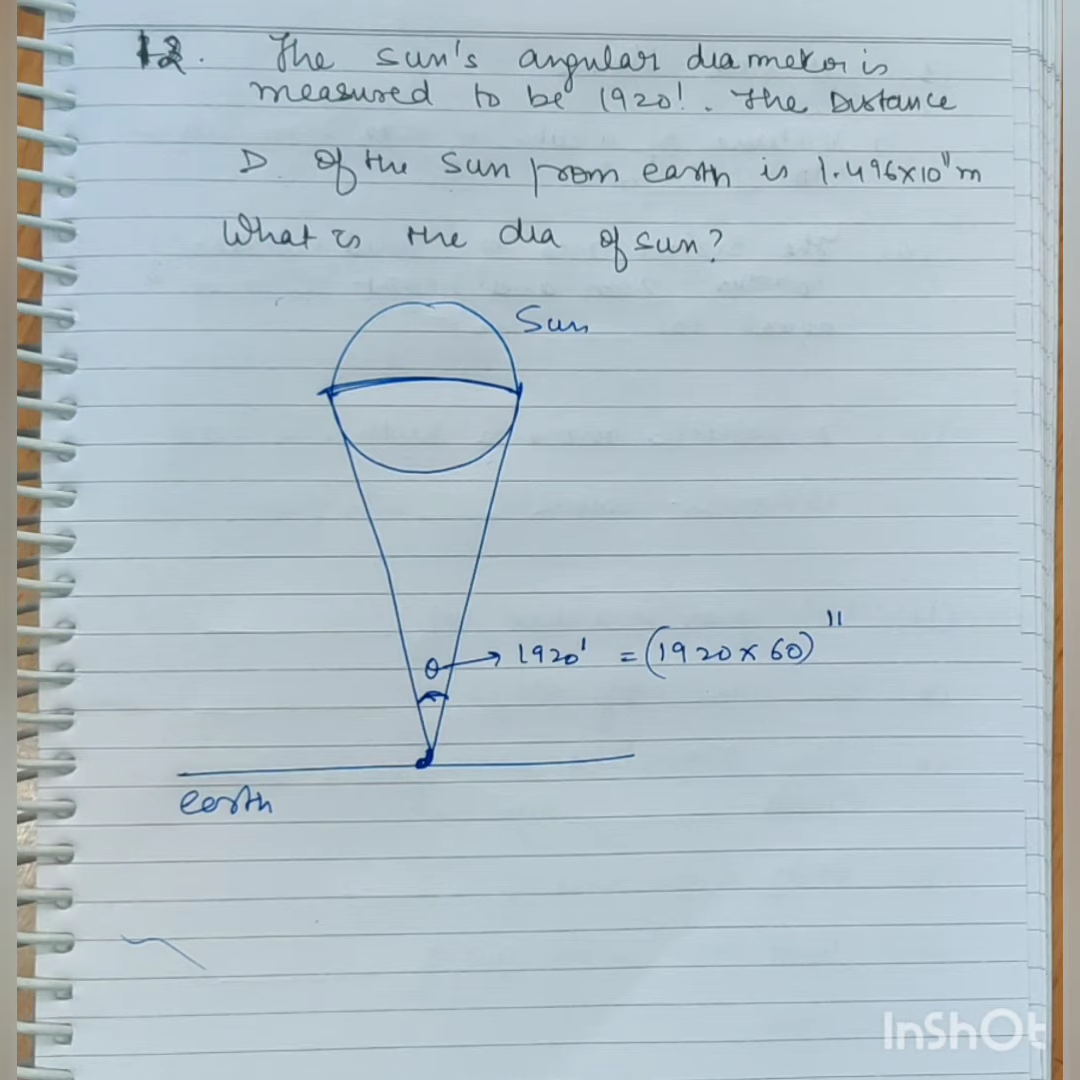 12. The sun's angular diameter is
measured to be 1920'. The Distance
D of the sun from earth is 1.496×10¹¹m
What is the dia of sun?
Sun
θ → 1920' = (1920 × 60)"
earth
InShOt